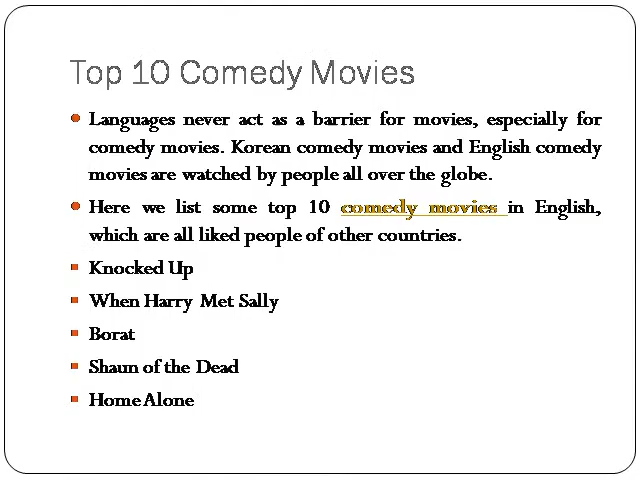 Top 10 Comedy Movies
Languages never act as a barrier for movies, especially for
comedy movies. Korean comedy movies and English comedy
movies are watched by people all over the globe.
Here we list some top 10 comedy movies in English,
which are all liked people of other countries.
Knocked Up
When Harry Met Sally
Borat
Shaun of the Dead
Home Alone